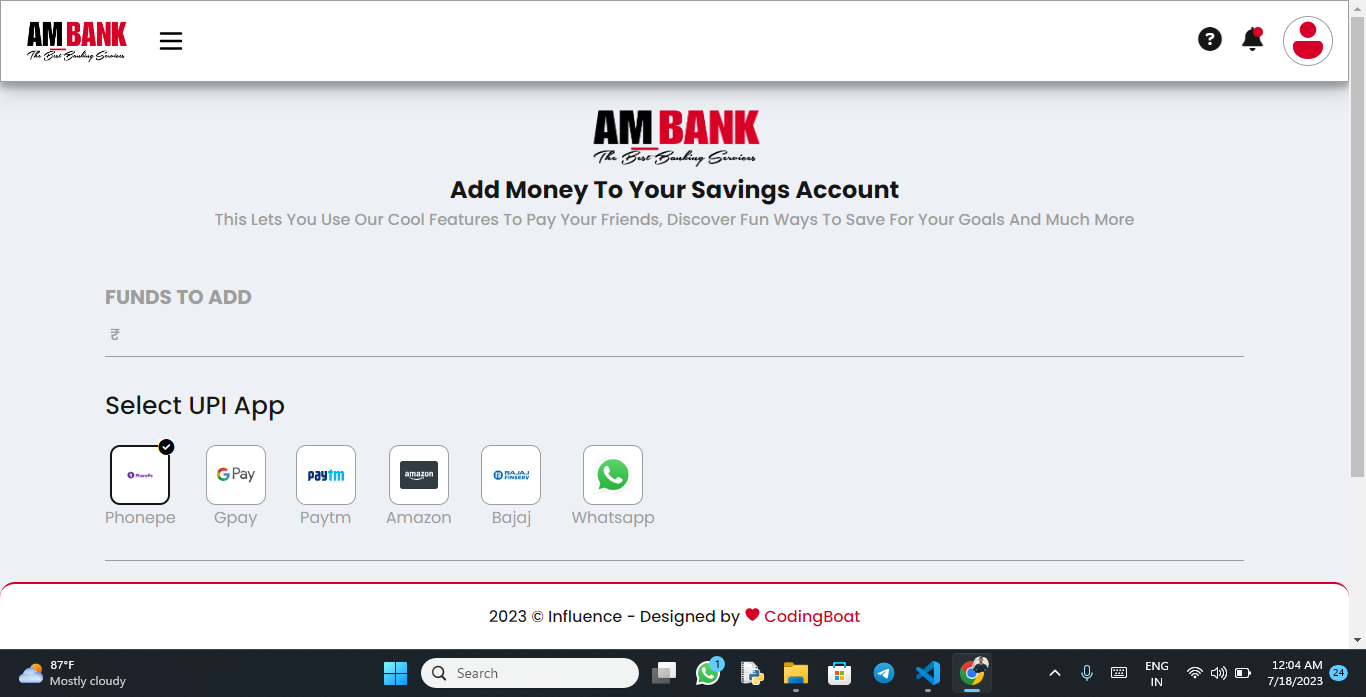 AM BANK
The Best Banking Services
?
AM BANK
The Best Banking Services
Add Money To Your Savings Account
This Lets You Use Our Cool Features To Pay Your Friends, Discover Fun Ways To Save For Your Goals And Much More
FUNDS TO ADD
₹
Select UPI App
PhonePe
G Pay
paytm
amazon
B BAJAJ
FINSERV
Phonepe Gpay Paytm Amazon Bajaj Whatsapp
2023 © Influence - Designed by ❤ CodingBoat
87°F
Mostly cloudy
Search
1
ENG
IN
12:04 AM
7/18/2023
24